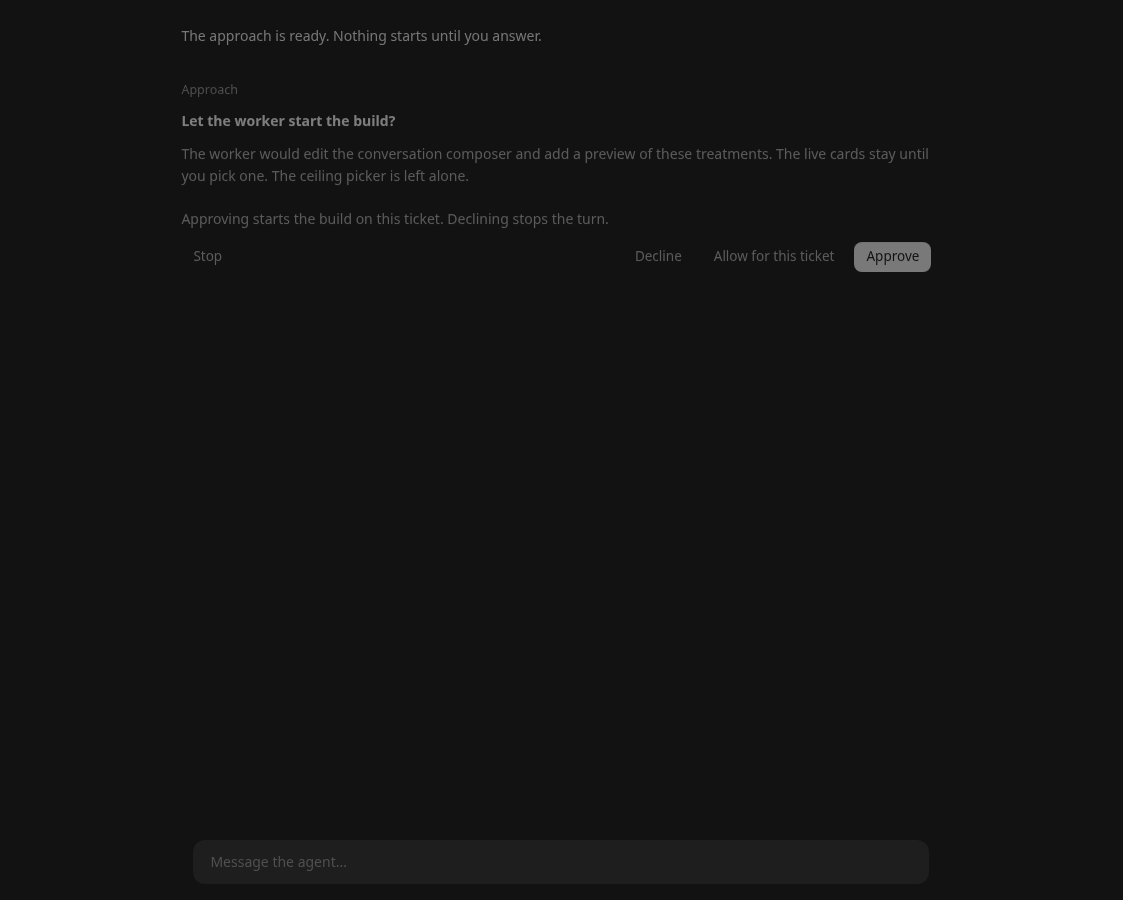 The approach is ready. Nothing starts until you answer.
Approach
Let the worker start the build?
The worker would edit the conversation composer and add a preview of these treatments. The live cards stay until
you pick one. The ceiling picker is left alone.
Approving starts the build on this ticket. Declining stops the turn.
Stop Decline Allow for this ticket Approve
Message the agent...